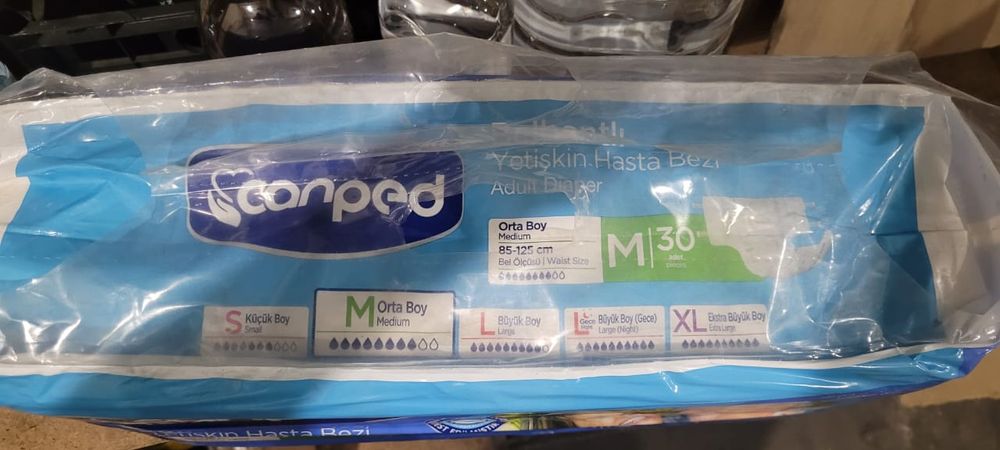 canped
Yetişkin Hasta Bezi
Adult Diaper
Orta Boy
Medium
85-125 cm
Bel Ölçüsü | Waist Size
M 30
adet
pieces
S Küçük Boy
Small
M Orta Boy
Medium
L Büyük Boy
Large
L Gece Büyük Boy (Gece)
Large (Night)
XL Ekstra Büyük Boy
Extra Large
Yetişkin Hasta Bezi